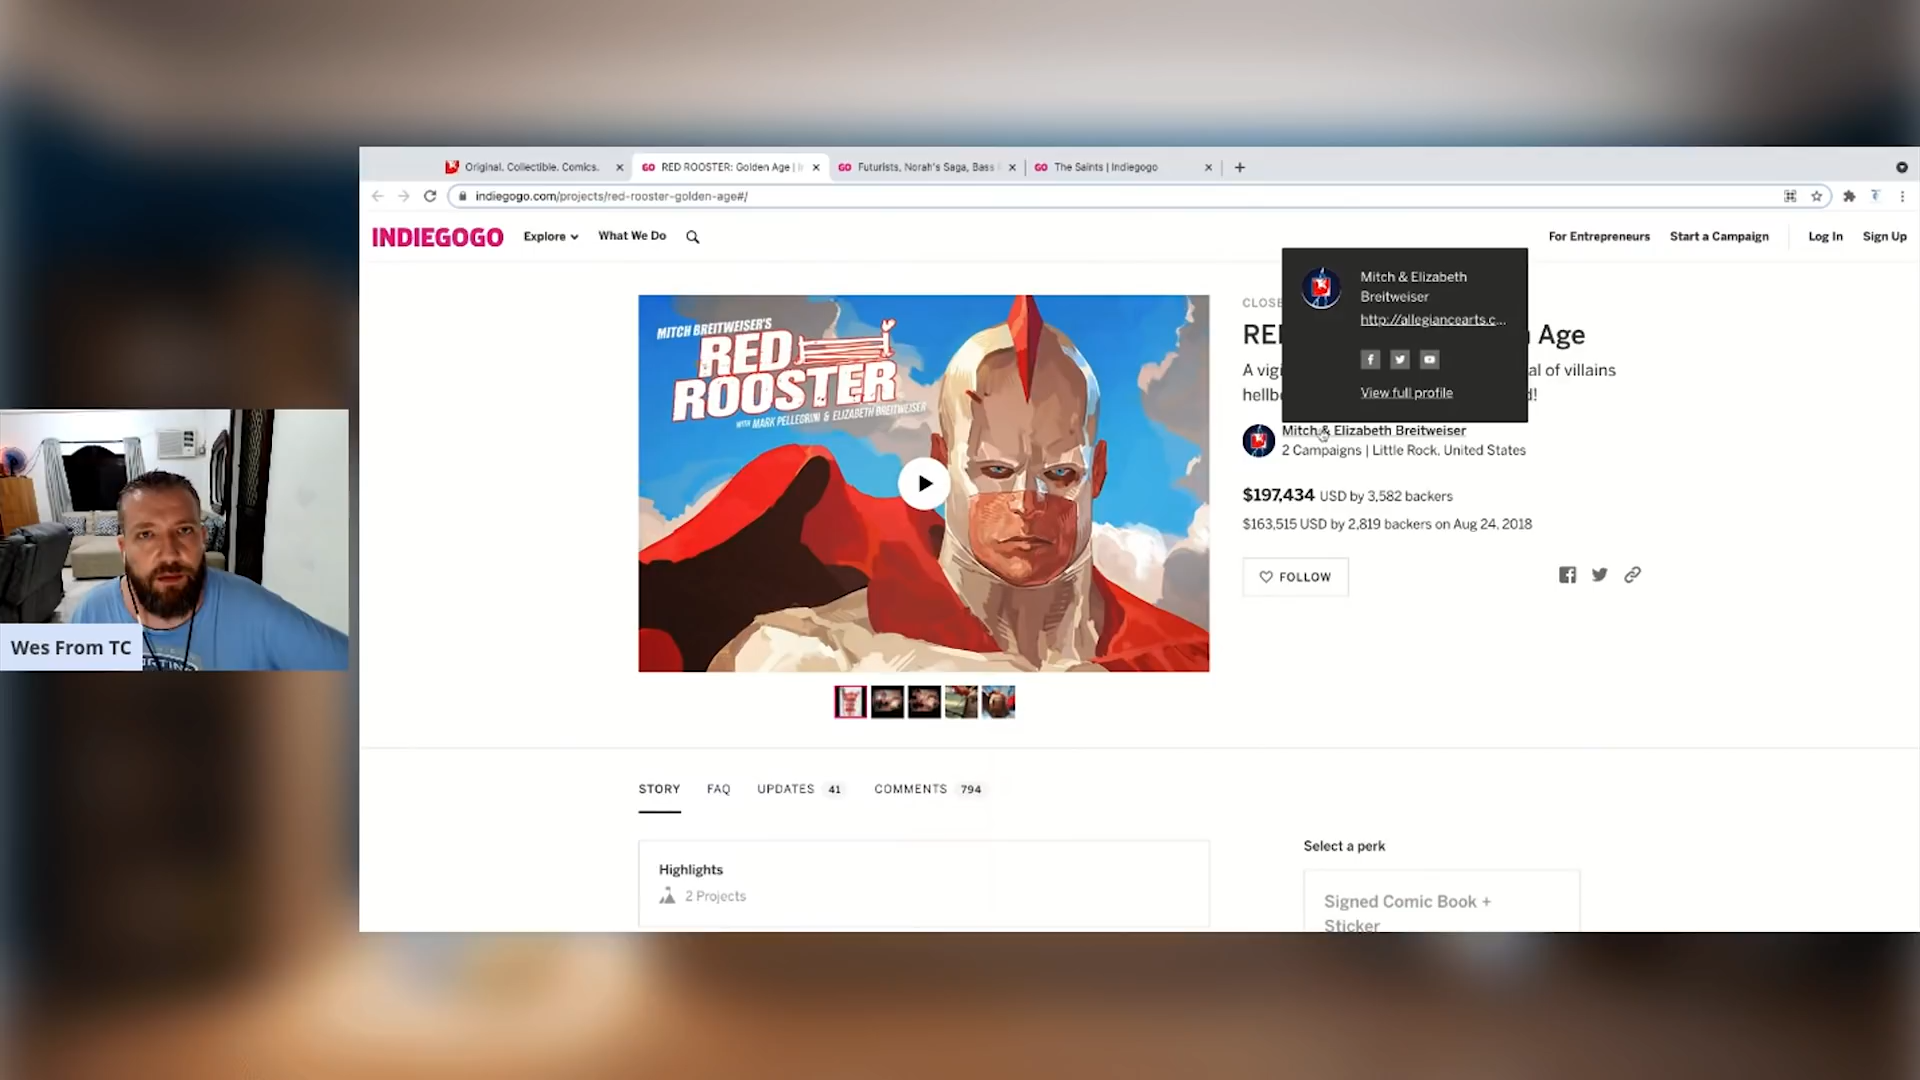 Original. Collectible. Comics.
RED ROOSTER: Golden Age | I
Futurists, Norah's Saga, Bass
The Saints | Indiegogo
indiegogo.com/projects/red-rooster-golden-age#/
INDIEGOGO
Explore
What We Do
For Entrepreneurs
Start a Campaign
Log In
Sign Up
MITCH BREITWEISER'S
RED
ROOSTER
WITH MARK PELLEGRINI & ELIZABETH BREITWEISER
Mitch & Elizabeth
Breitweiser
http://allegiancearts.c...
View full profile
CLOSE
Age
A vigi
al of villains
hellb
d!
Mitch & Elizabeth Breitweiser
2 Campaigns | Little Rock, United States
$197,434 USD by 3,582 backers
$163,515 USD by 2,819 backers on Aug 24, 2018
FOLLOW
Wes From TC
STORY
FAQ
UPDATES 41
COMMENTS 794
Highlights
2 Projects
Select a perk
Signed Comic Book +
Sticker